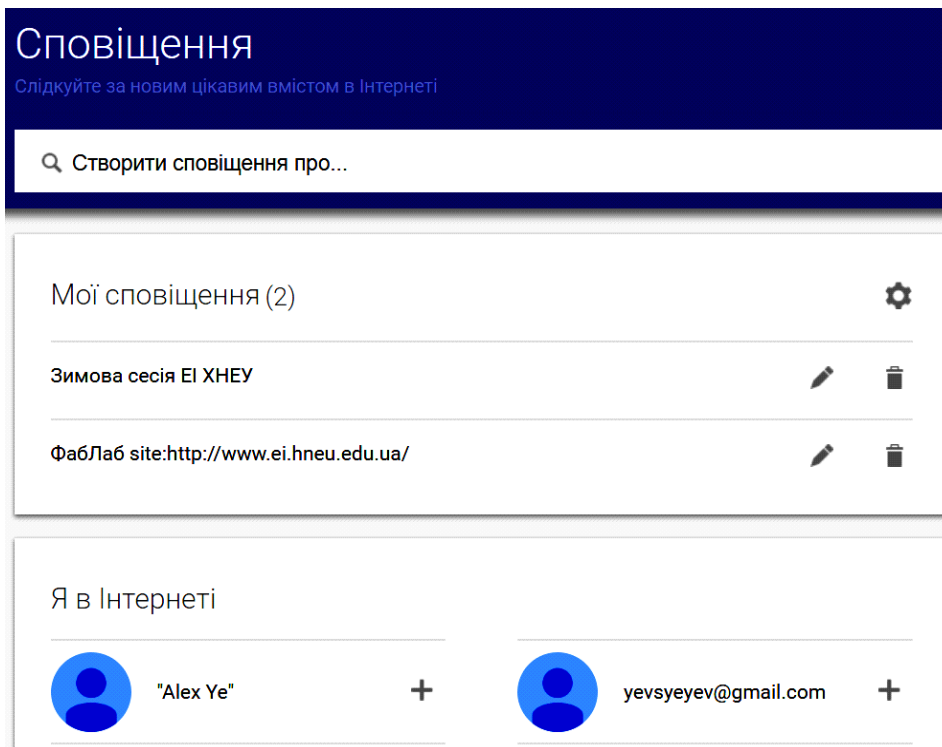 Сповіщення
Слідкуйте за новим цікавим вмістом в Інтернеті
Створити сповіщення про...
Мої сповіщення (2)
Зимова сесія ЕІ ХНЕУ
ФабЛаб site:http://www.ei.hneu.edu.ua/
Я в Інтернеті
"Alex Ye"
yevsyeyev@gmail.com